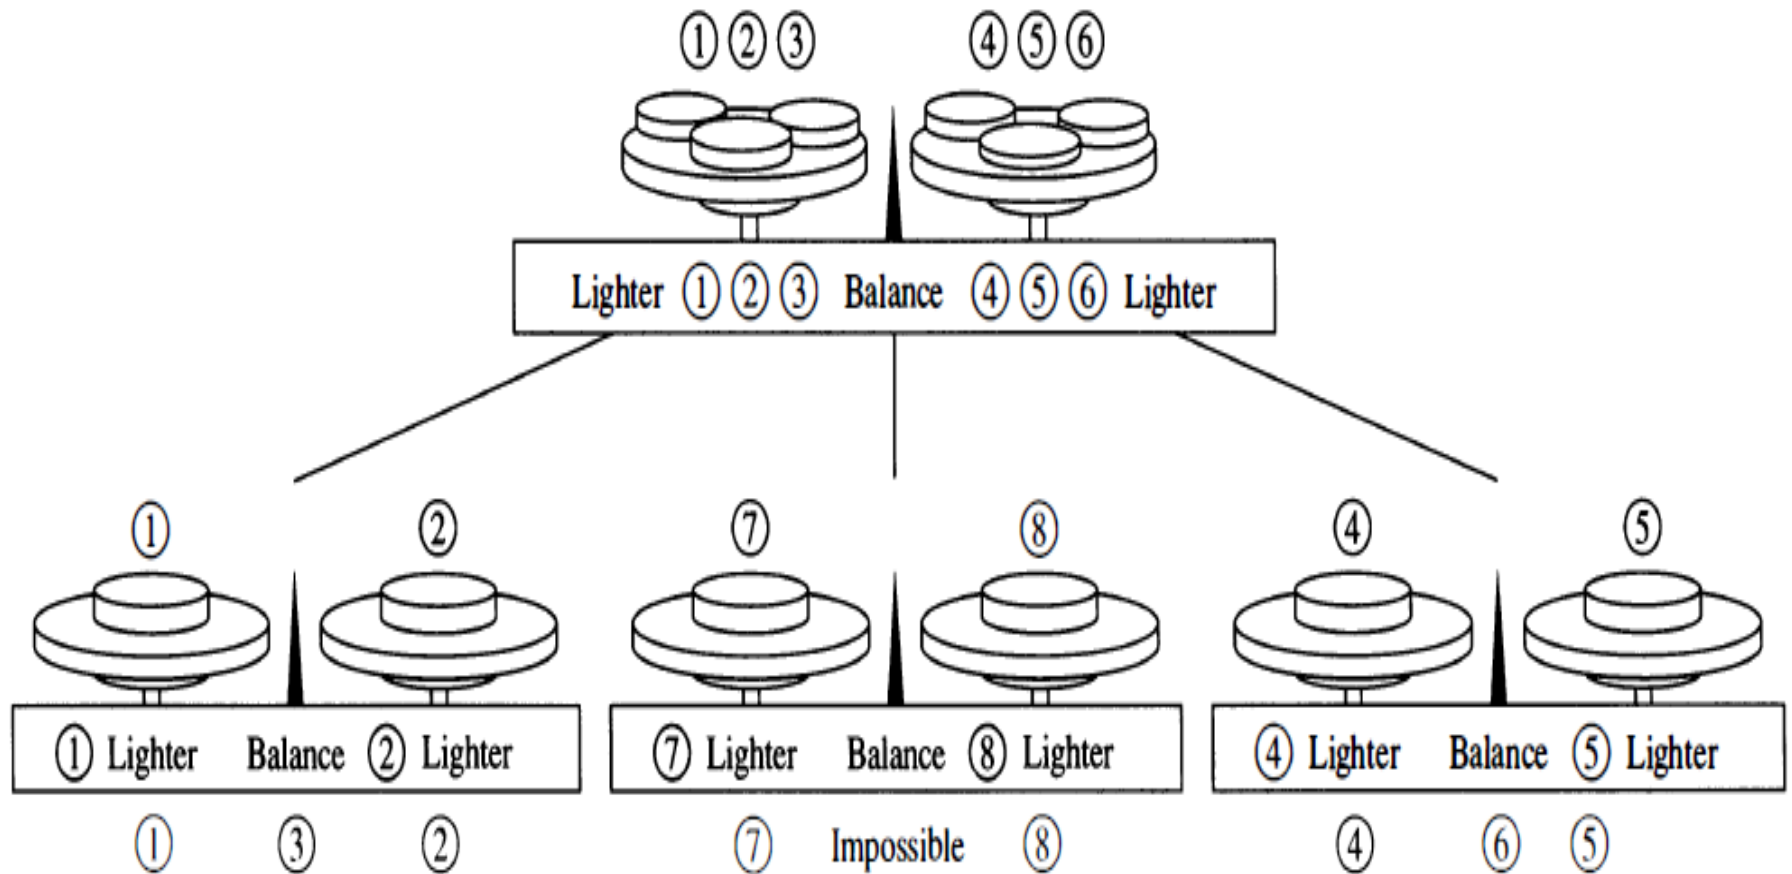 ① ② ③ ④ ⑤ ⑥
Lighter ① ② ③ Balance ④ ⑤ ⑥ Lighter
① ② ⑦ ⑧ ④ ⑤
① Lighter Balance ② Lighter ⑦ Lighter Balance ⑧ Lighter ④ Lighter Balance ⑤ Lighter
① ③ ② ⑦ Impossible ⑧ ④ ⑥ ⑤